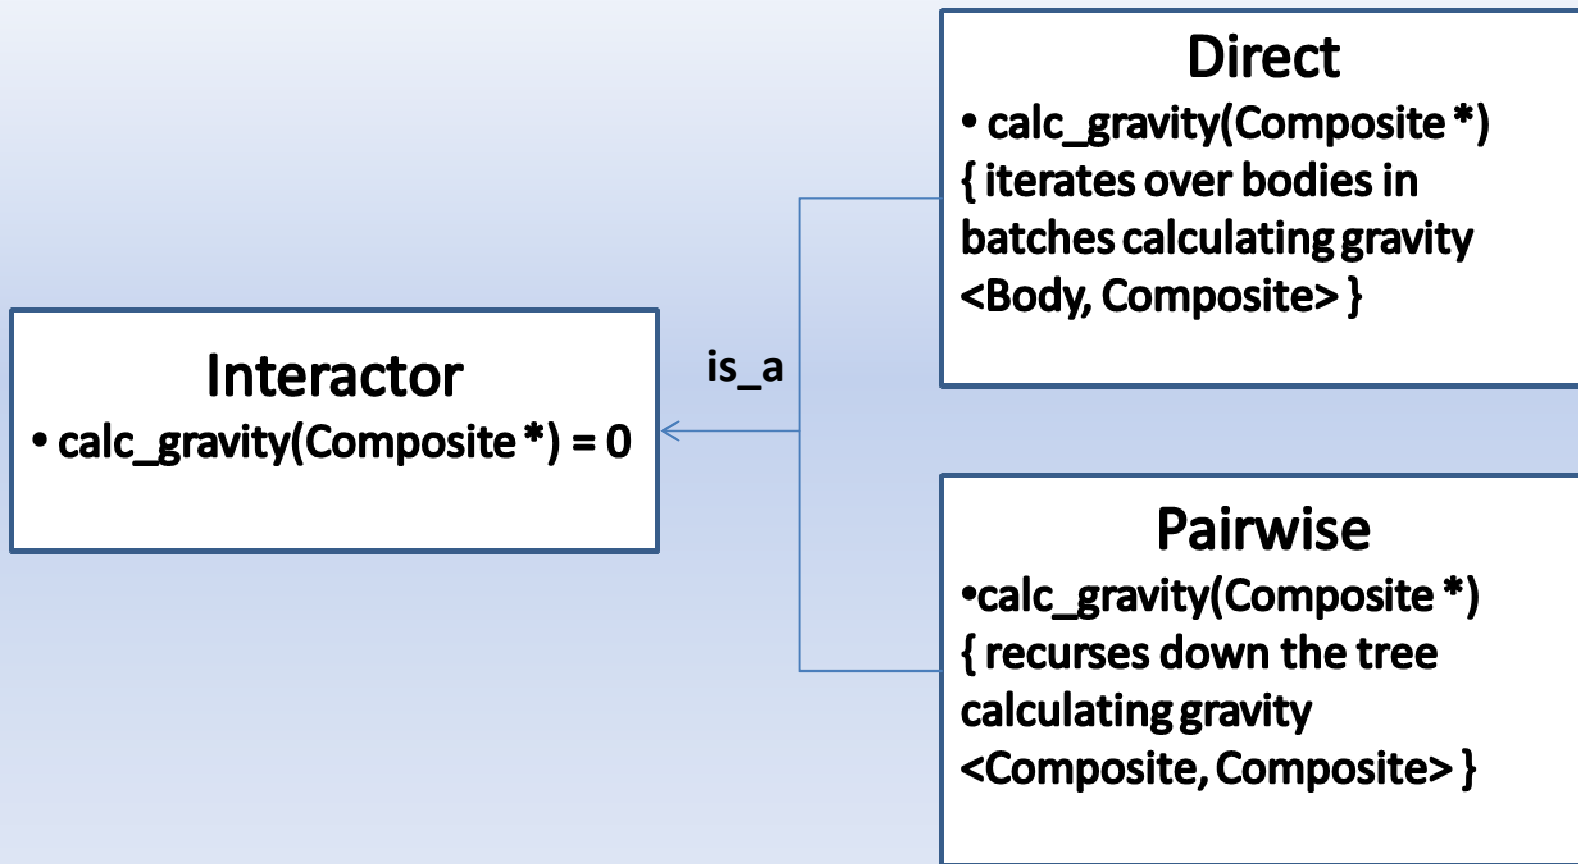 Interactor
• calc_gravity(Composite *) = 0
is_a
Direct
• calc_gravity(Composite *)
{ iterates over bodies in
batches calculating gravity
<Body, Composite> }
Pairwise
•calc_gravity(Composite *)
{ recurses down the tree
calculating gravity
<Composite, Composite> }